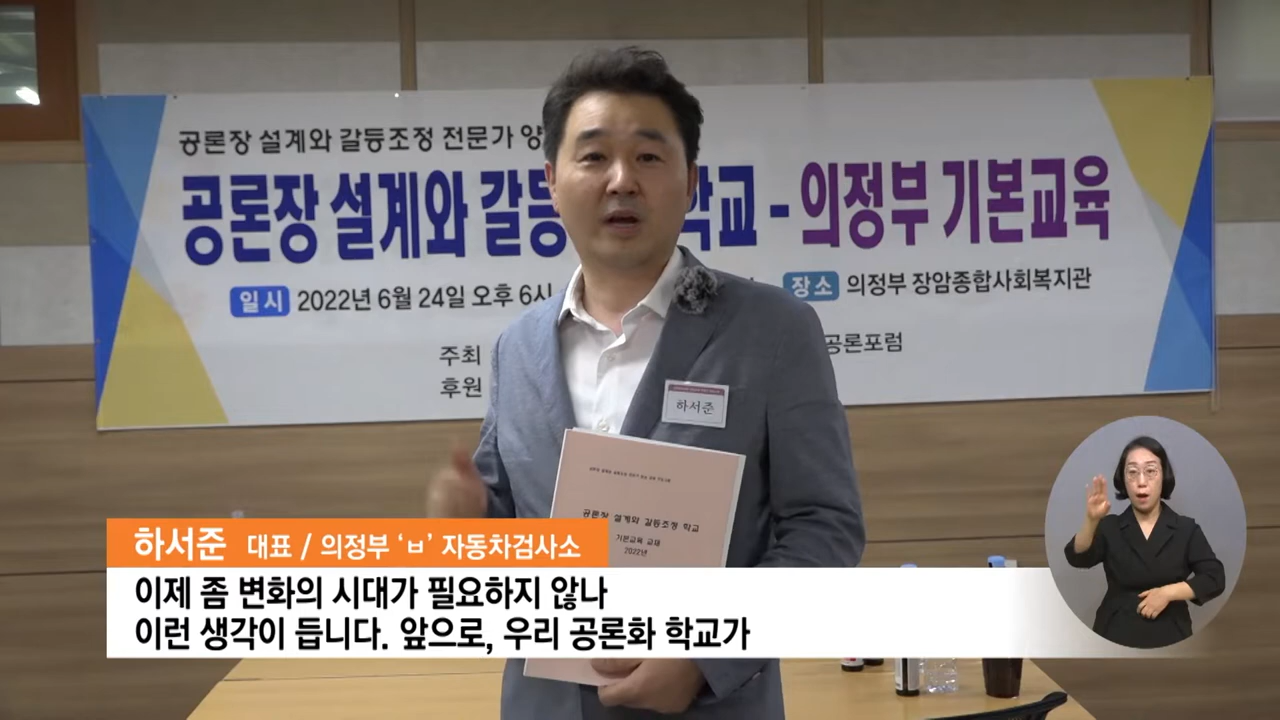 공론장 설계와 갈등조정 전문가 양
공론장 설계와 갈등 학교 - 의정부 기본교육
일시 2022년 6월 24일 오후 6시 장소 의정부 장암종합사회복지관
주최 공론포럼
후원
하서준
공론장 설계와 갈등조정 학교
기본교육 교재
2022년
하서준 대표 / 의정부 ‘ㅂ’ 자동차검사소
이제 좀 변화의 시대가 필요하지 않나
이런 생각이 듭니다. 앞으로, 우리 공론화 학교가